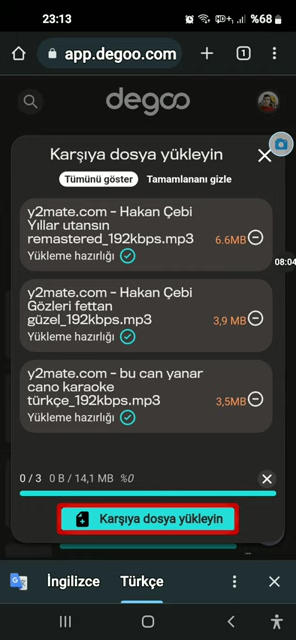 23:13
%68
app.degoo.com
1
degoo
Karşıya dosya yükleyin
Tümünü göster
Tamamlananı gizle
y2mate.com - Hakan Çebi
Yıllar utansın
remastered_192kbps.mp3
6.6MB
Yükleme hazırlığı
08:04
y2mate.com - Hakan Çebi
Gözleri fettan
güzel_192kbps.mp3
3,9 MB
Yükleme hazırlığı
y2mate.com - bu can yanar
cano karaoke
türkçe_192kbps.mp3
3,5MB
Yükleme hazırlığı
0 / 3 0 B / 14,1 MB %0
Karşıya dosya yükleyin
İngilizce
Türkçe